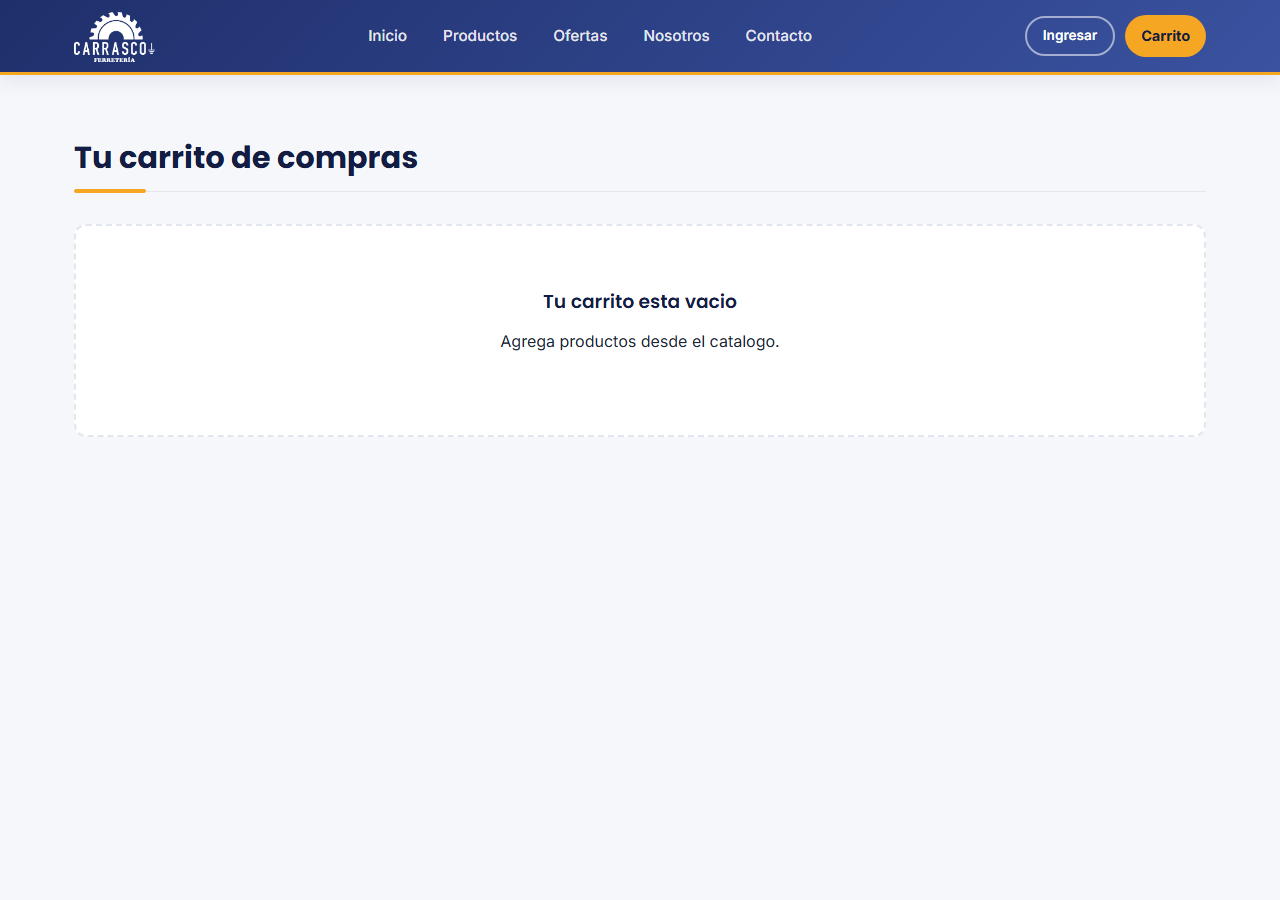 CARRASCO
FERRETERÍA
Inicio
Productos
Ofertas
Nosotros
Contacto
Ingresar
Carrito
Tu carrito de compras
Tu carrito esta vacio
Agrega productos desde el catalogo.